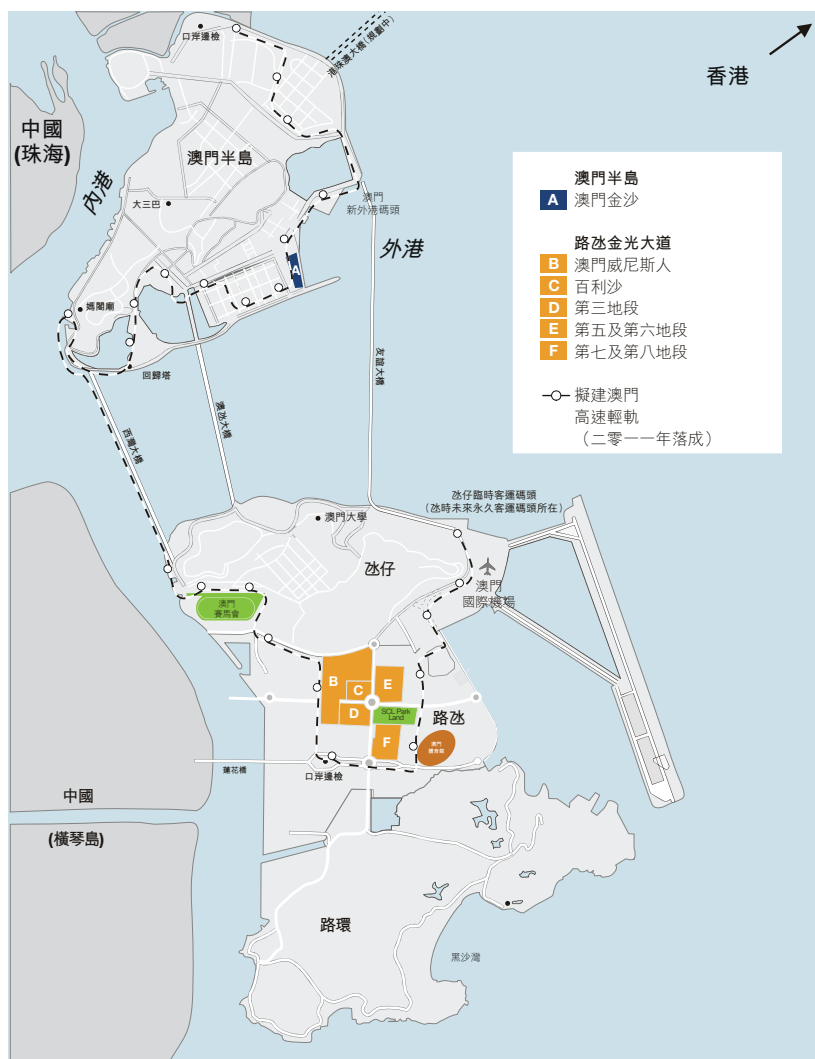 口岸邊檢
港珠澳大橋(規劃中)
香港
中國
(珠海)
澳門半島
內港
大三巴
澳門
新外港碼頭
外港
A
媽閣廟
回歸塔
西灣大橋
澳氹大橋
友誼大橋
澳門半島
A 澳門金沙
路氹金光大道
B 澳門威尼斯人
C 百利沙
D 第三地段
E 第五及第六地段
F 第七及第八地段
擬建澳門
高速輕軌
（二零一一年落成）
氹仔臨時客運碼頭
（氹時未來永久客運碼頭所在）
澳門大學
氹仔
澳門
國際機場
澳門
賽馬會
B
C
E
D
SCL Park
Land
路氹
F
蓮花橋
口岸邊檢
中國
(橫琴島)
路環
黑沙灣